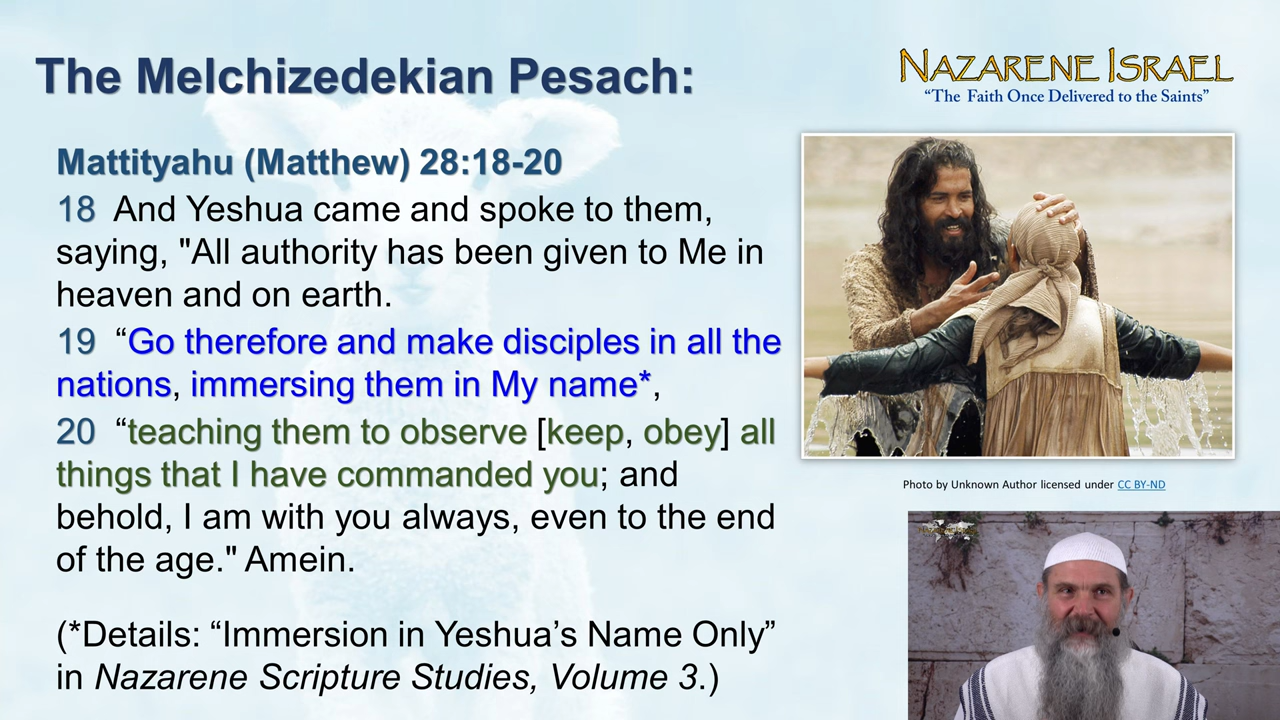 The Melchizedekian Pesach:
NAZARENE ISRAEL
“The Faith Once Delivered to the Saints”
Mattityahu (Matthew) 28:18-20
18 And Yeshua came and spoke to them,
saying, "All authority has been given to Me in
heaven and on earth.
19 “Go therefore and make disciples in all the
nations, immersing them in My name*,
20 “teaching them to observe [keep, obey] all
things that I have commanded you; and
behold, I am with you always, even to the end
of the age." Amein.
(*Details: “Immersion in Yeshua’s Name Only”
in Nazarene Scripture Studies, Volume 3.)
Photo by Unknown Author licensed under CC BY-ND